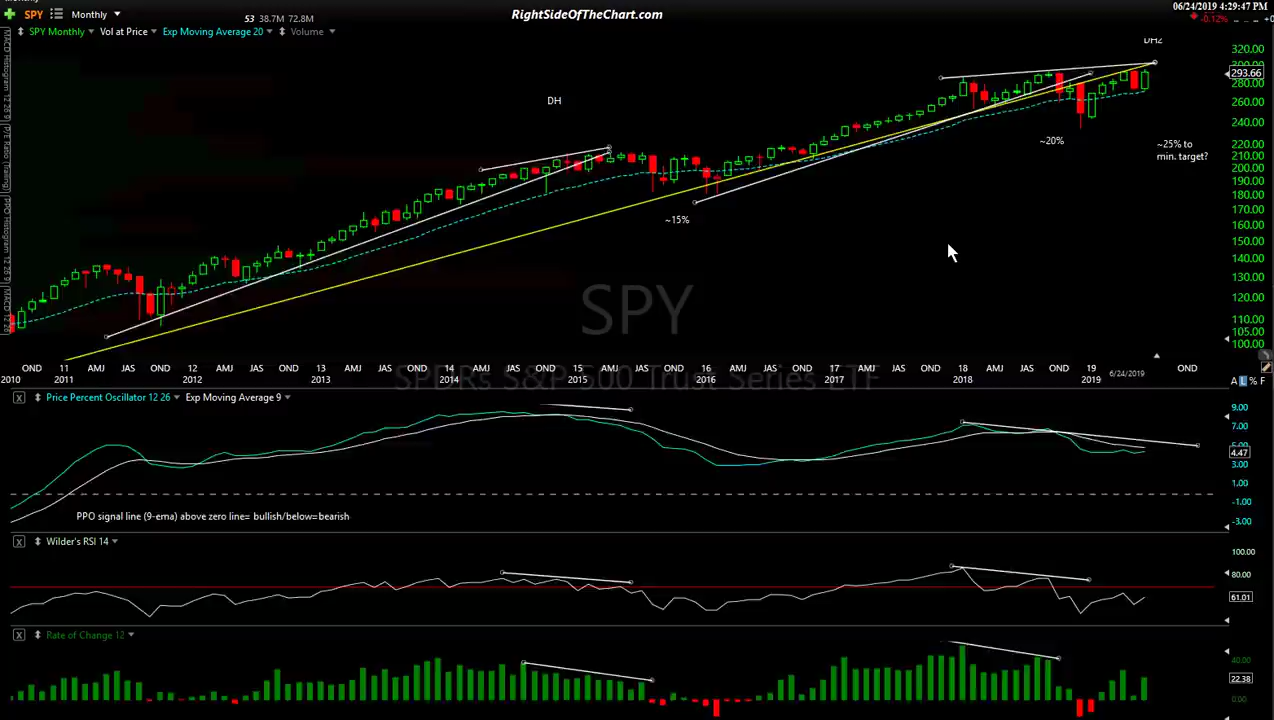 RightSideOfTheChart.com
06/24/2019 4:29:47 PM
SPY Monthly
53 38.7M 72.8M
-0.12%
SPY Monthly Vol at Price Exp Moving Average 20 Volume
DH2
DH
~20%
~25% to
min. target?
~15%
320.00
300.00
293.66
280.00
260.00
240.00
220.00
210.00
200.00
190.00
180.00
170.00
160.00
150.00
140.00
130.00
120.00
110.00
105.00
100.00
SPY
SPDRs S&P 500 Trust Series ETF
OND 11 AMJ JAS 12 AMJ JAS OND 13 AMJ JAS OND 14 AMJ JAS OND 15 AMJ JAS OND 16 AMJ JAS OND 17 AMJ JAS OND 18 AMJ JAS OND 19 OND
2010 2011 2012 2013 2014 2015 2016 2017 2018 2019 6/24/2019
A L % F
Price Percent Oscillator 12 26 Exp Moving Average 9
9.00
7.00
5.00
4.47
3.00
1.00
-1.00
-3.00
PPO signal line (9-ema) above zero line= bullish/below=bearish
Wilder's RSI 14
100.00
80.00
61.01
Rate of Change 12
40.00
22.38
0.00